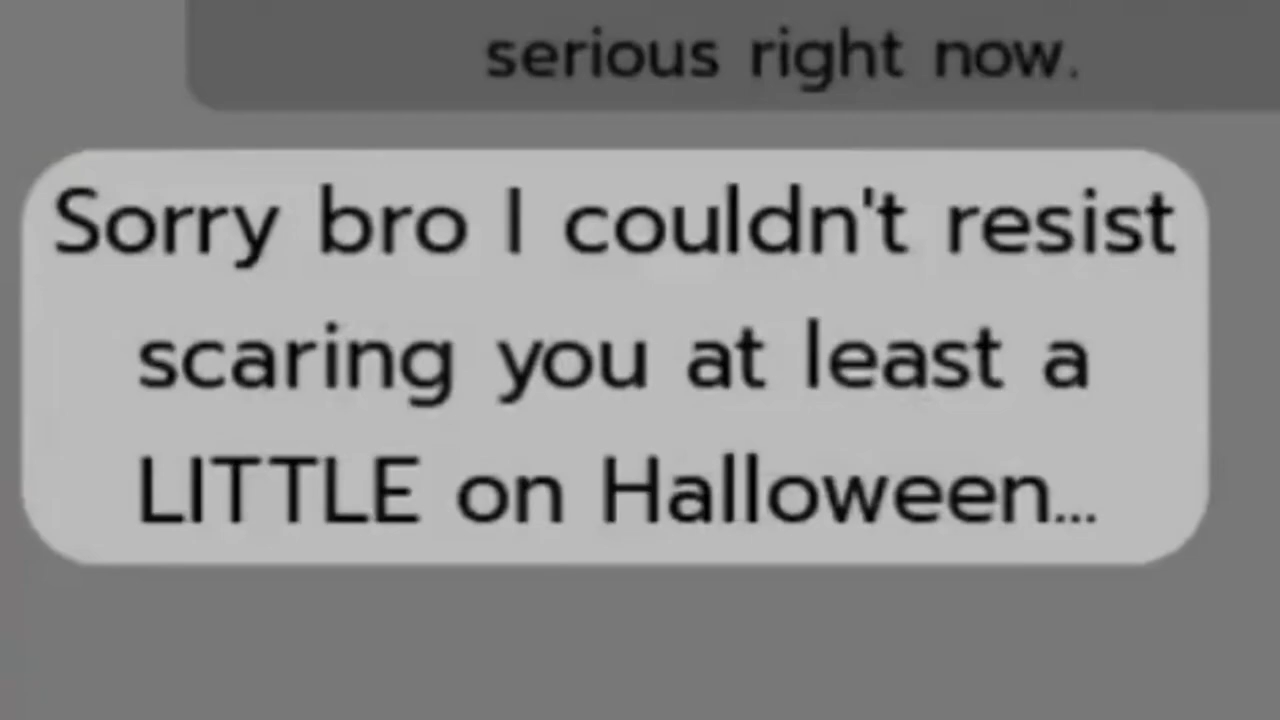 serious right now.
Sorry bro I couldn't resist
scaring you at least a
LITTLE on Halloween...